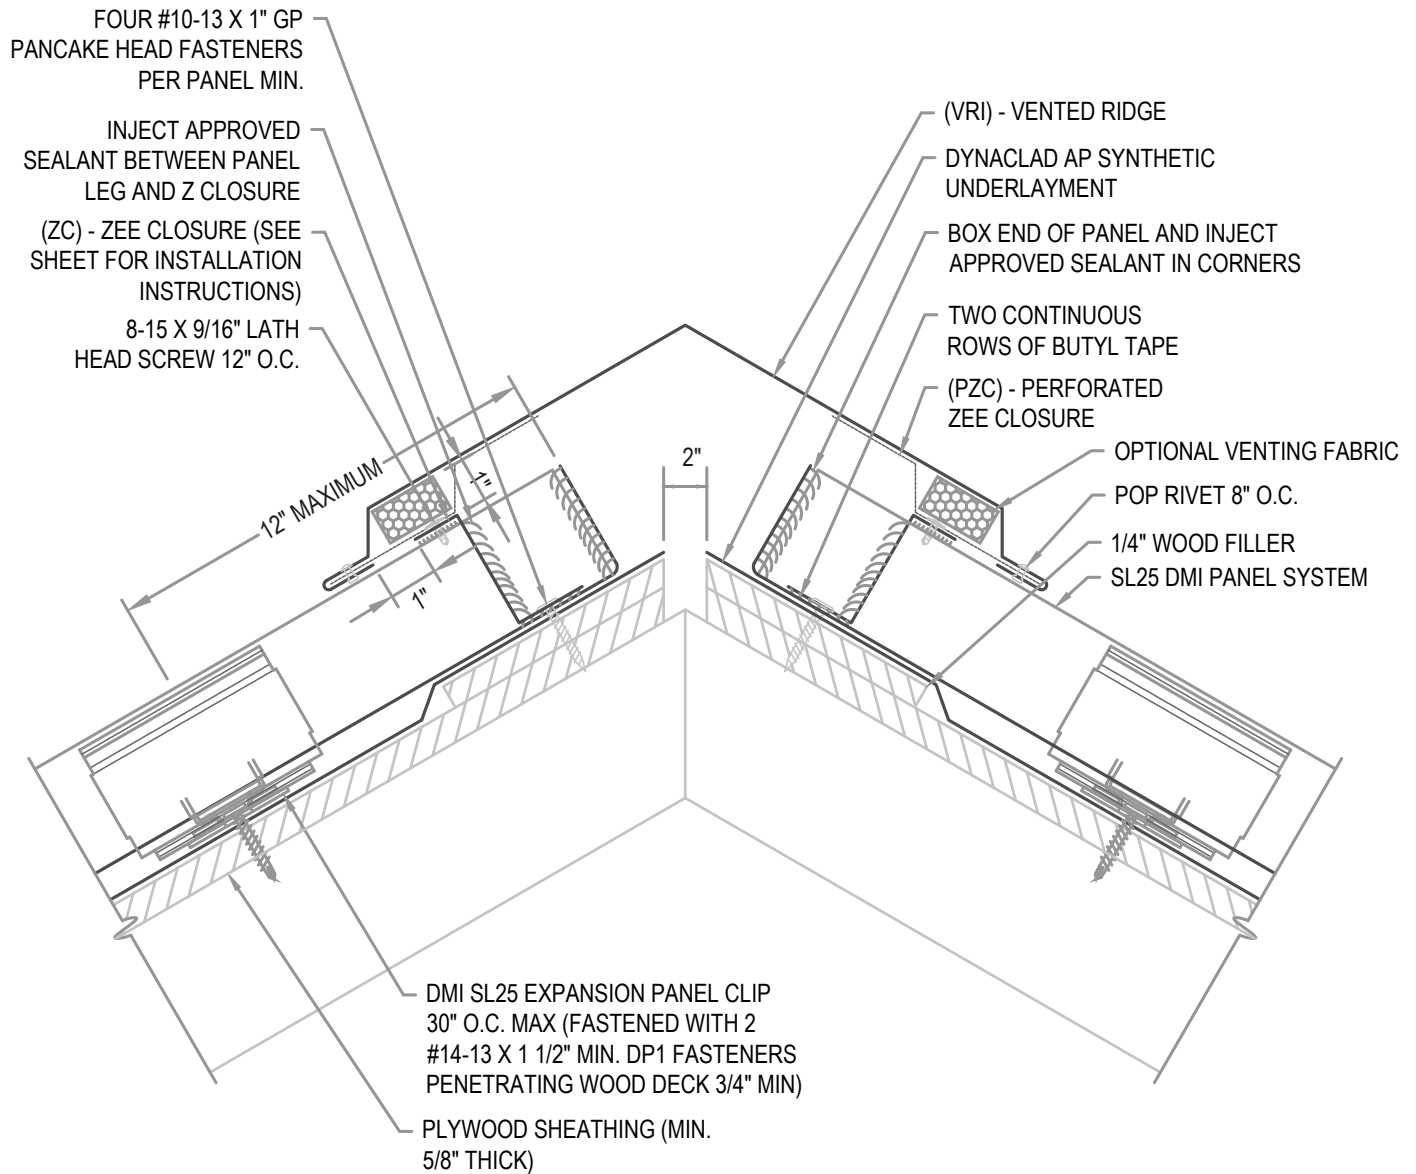 FOUR #10-13 X 1" GP
PANCAKE HEAD FASTENERS
PER PANEL MIN.
INJECT APPROVED
SEALANT BETWEEN PANEL
LEG AND Z CLOSURE
(ZC) - ZEE CLOSURE (SEE
SHEET FOR INSTALLATION
INSTRUCTIONS)
8-15 X 9/16" LATH
HEAD SCREW 12" O.C.
(VRI) - VENTED RIDGE
DYNACLAD AP SYNTHETIC
UNDERLAYMENT
BOX END OF PANEL AND INJECT
APPROVED SEALANT IN CORNERS
TWO CONTINUOUS
ROWS OF BUTYL TAPE
(PZC) - PERFORATED
ZEE CLOSURE
OPTIONAL VENTING FABRIC
POP RIVET 8" O.C.
1/4" WOOD FILLER
SL25 DMI PANEL SYSTEM
12" MAXIMUM
1"
1"
2"
DMI SL25 EXPANSION PANEL CLIP
30" O.C. MAX (FASTENED WITH 2
#14-13 X 1 1/2" MIN. DP1 FASTENERS
PENETRATING WOOD DECK 3/4" MIN)
PLYWOOD SHEATHING (MIN.
5/8" THICK)